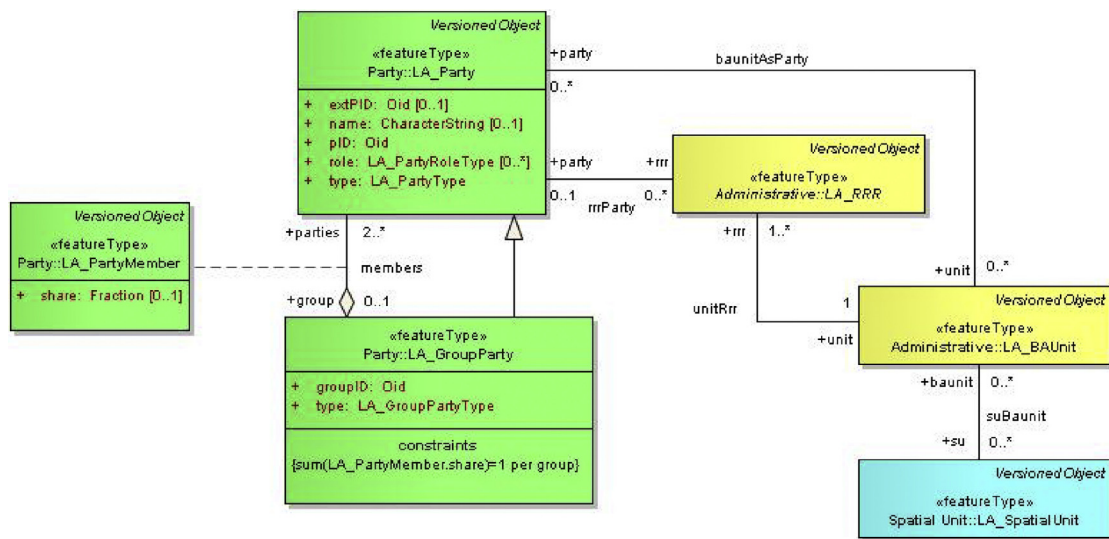 Versioned Object
«featureType»
Party::LA_Party
+ extPID: Oid [0..1]
+ name: CharacterString [0..1]
+ pID: Oid
+ role: LA_PartyRoleType [0..*]
+ type: LA_PartyType
+party
0..*
baunitAsParty
+unit
0..*
+party
0..1
rrrParty
+rrr
0..*
Versioned Object
«featureType»
Administrative::LA_RRR
+rrr
1..*
unitRrr
1
+unit
Versioned Object
«featureType»
Party::LA_PartyMember
+ share: Fraction [0..1]
+parties
2..*
members
+group
0..1
«featureType»
Party::LA_GroupParty
+ groupID: Oid
+ type: LA_GroupPartyType
constraints
{sum(LA_PartyMember.share)=1 per group}
Versioned Object
«featureType»
Administrative::LA_BAUnit
+baunit
0..*
suBaunit
+su
0..*
Versioned Object
«featureType»
Spatial Unit::LA_SpatialUnit